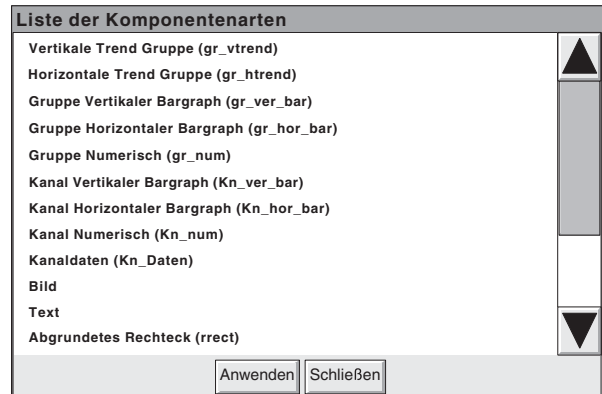 Liste der Komponentenarten
Vertikale Trend Gruppe (gr_vtrend)
Horizontale Trend Gruppe (gr_htrend)
Gruppe Vertikaler Bargraph (gr_ver_bar)
Gruppe Horizontaler Bargraph (gr_hor_bar)
Gruppe Numerisch (gr_num)
Kanal Vertikaler Bargraph (Kn_ver_bar)
Kanal Horizontaler Bargraph (Kn_hor_bar)
Kanal Numerisch (Kn_num)
Kanaldaten (Kn_Daten)
Bild
Text
Abgrundetes Rechteck (rrect)
Anwenden Schließen